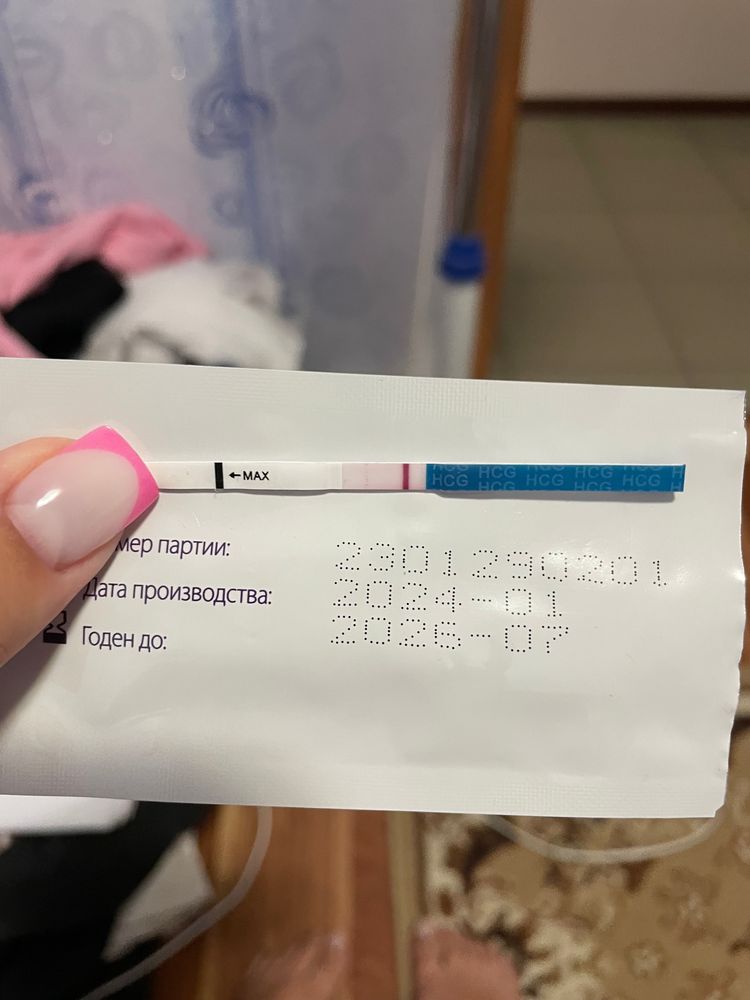 ←MAX
HCG HCG HCG HCG
HCG HCG HCG
мер партии: 2301290201
Дата производства: 2024-01
Годен до: 2026-07